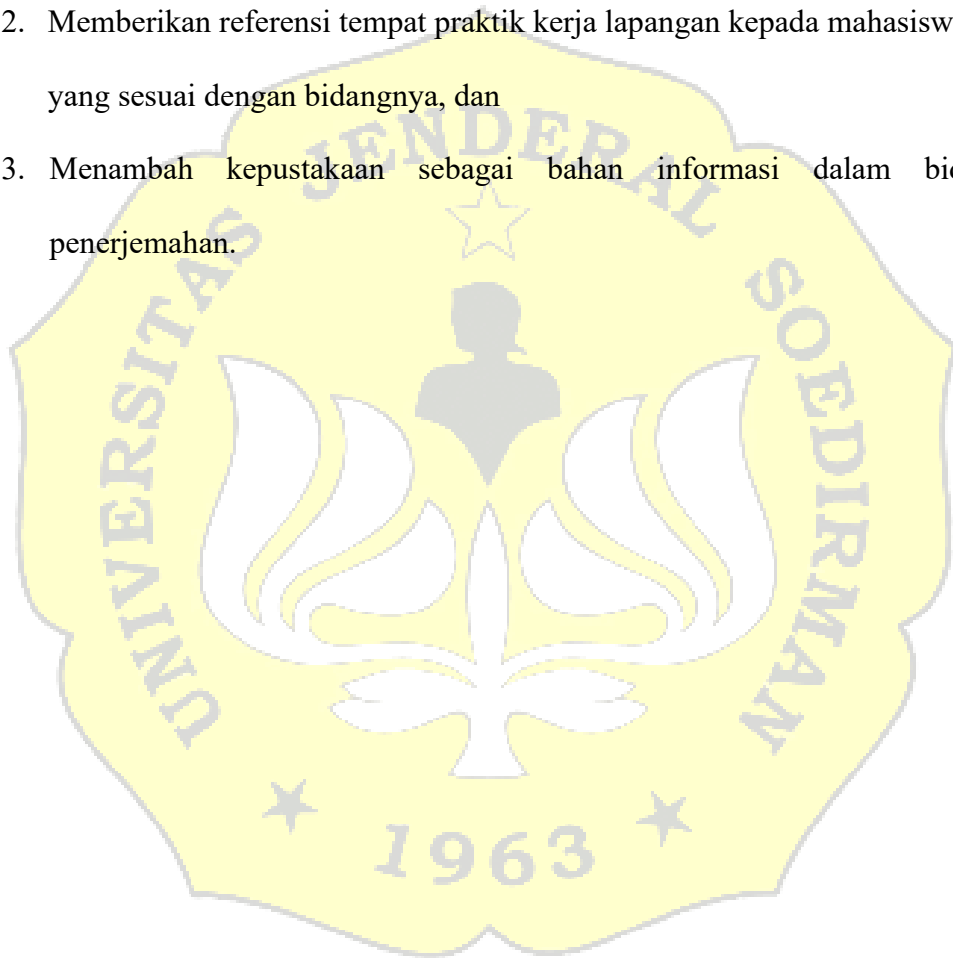 2. Memberikan referensi tempat praktik kerja lapangan kepada mahasisw
yang sesuai dengan bidangnya, dan
3. Menambah kepustakaan sebagai bahan informasi dalam bid
penerjemahan.
UNIVERSITAS JENDERAL SOEDIRMAN
1963